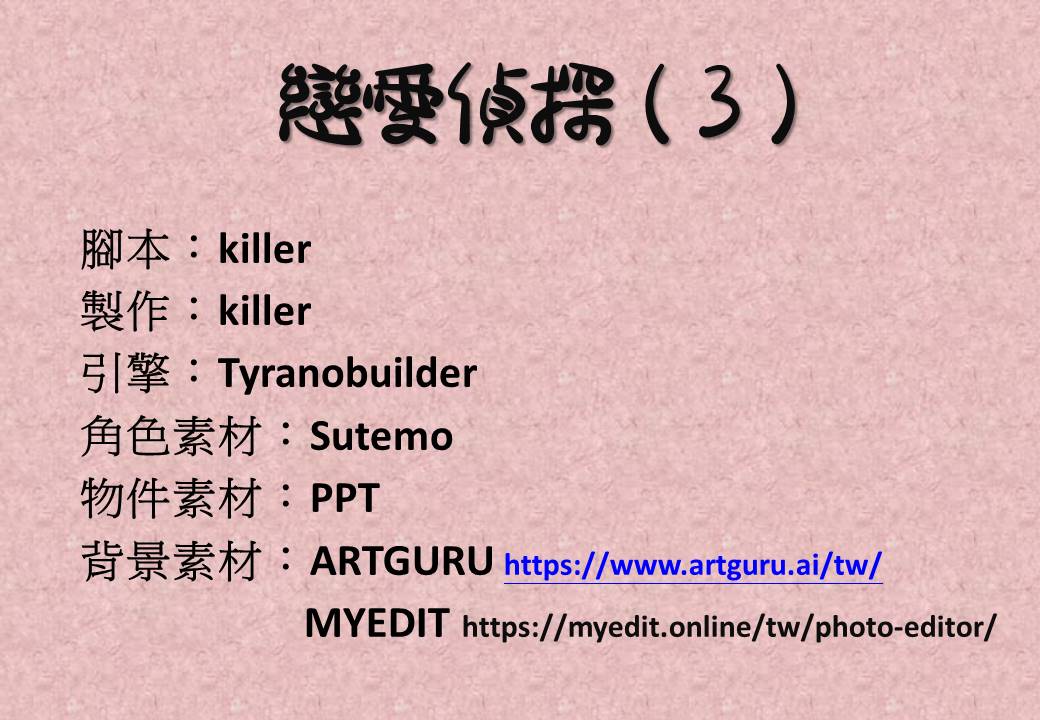 戀愛偵探（3）
腳本：killer
製作：killer
引擎：Tyranobuilder
角色素材：Sutemo
物件素材：PPT
背景素材：ARTGURU https://www.artguru.ai/tw/
MYEDIT https://myedit.online/tw/photo-editor/